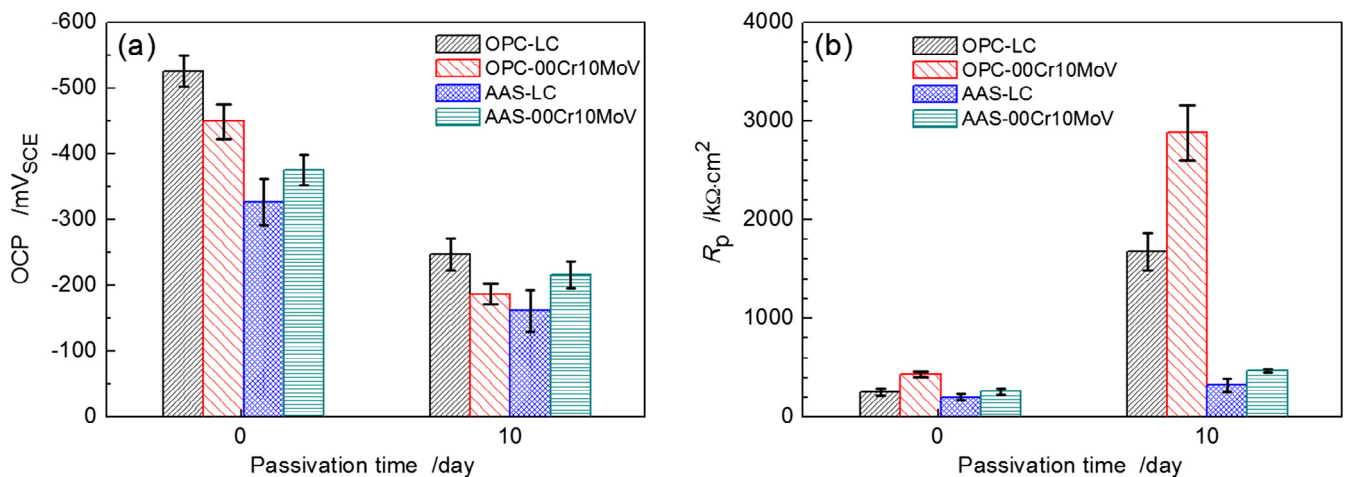 (a)
OPC-LC
OPC-00Cr10MoV
AAS-LC
AAS-00Cr10MoV
OCP /mVSCE
-600
-500
-400
-300
-200
-100
0
0
10
Passivation time /day
(b)
OPC-LC
OPC-00Cr10MoV
AAS-LC
AAS-00Cr10MoV
Rp /kΩ·cm2
4000
3000
2000
1000
0
0
10
Passivation time /day